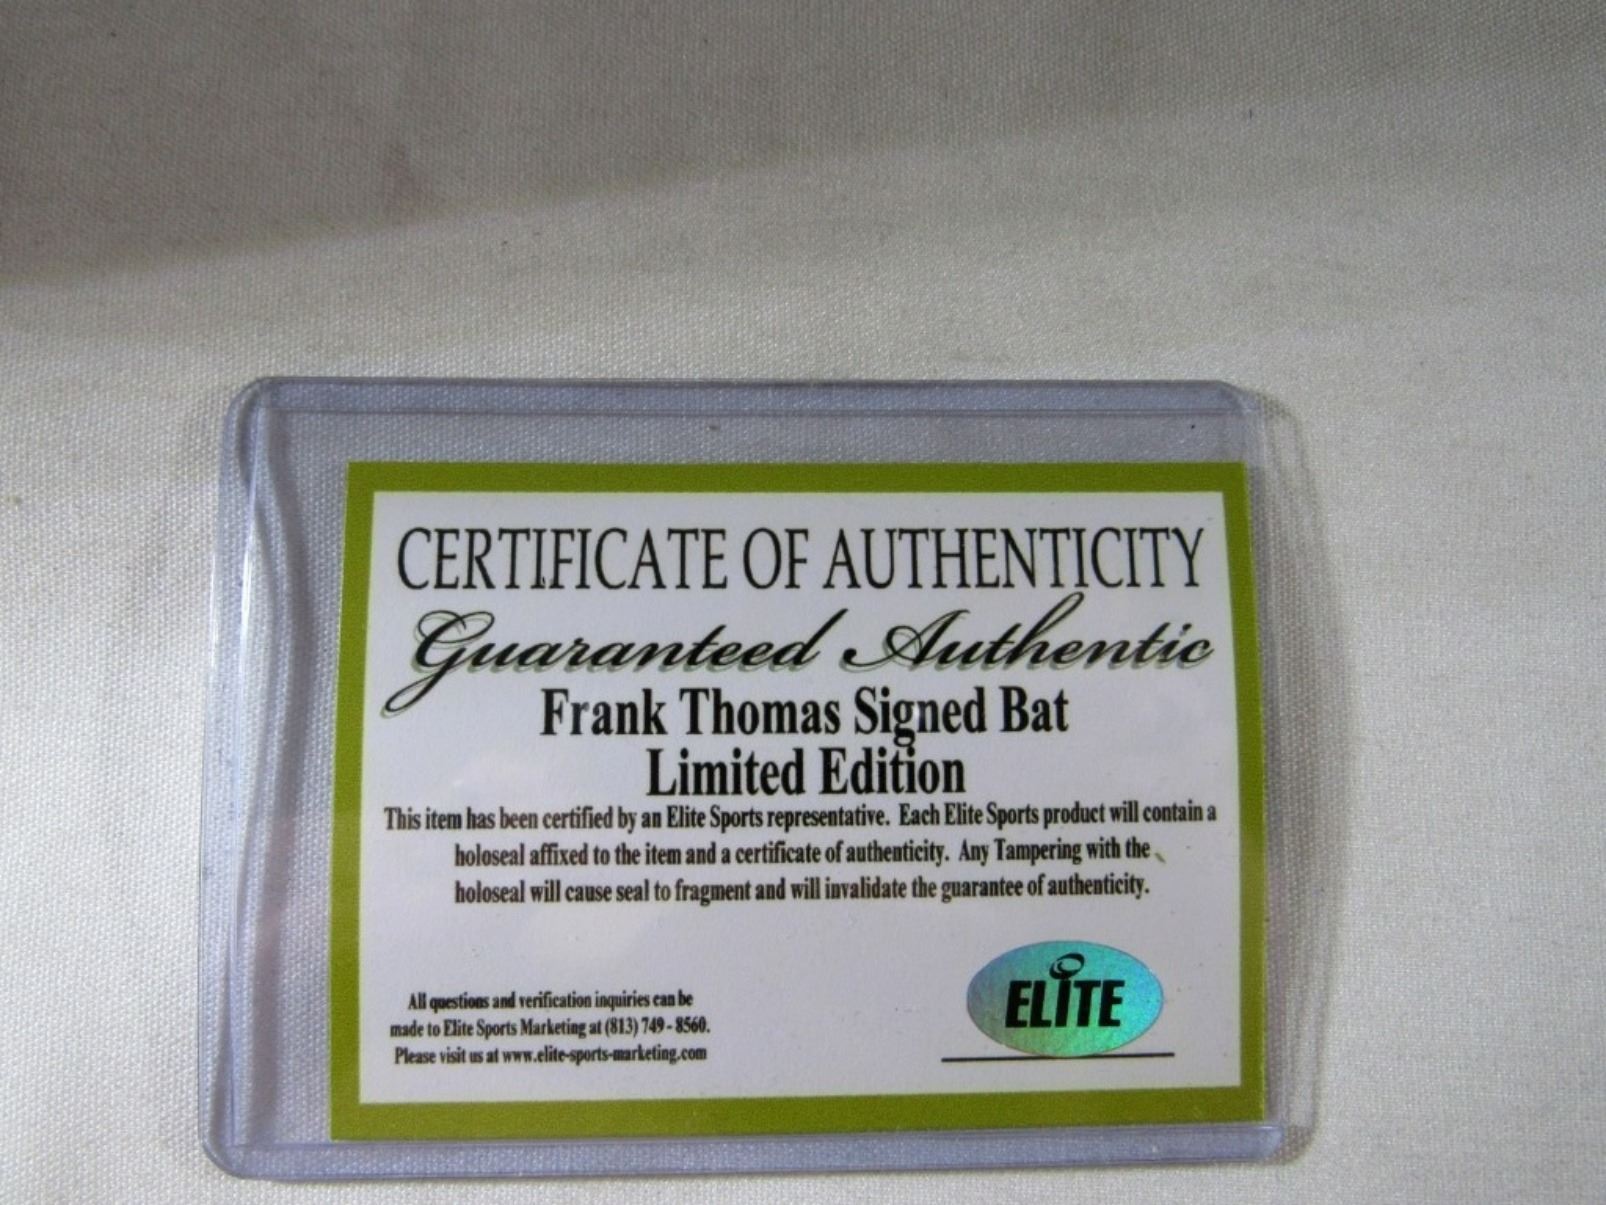 CERTIFICATE OF AUTHENTICITY
Guaranteed Authentic
Frank Thomas Signed Bat
Limited Edition
This item has been certified by an Elite Sports representative. Each Elite Sports product will contain a
holoseal affixed to the item and a certificate of authenticity. Any Tampering with the
holoseal will cause seal to fragment and will invalidate the guarantee of authenticity.
All questions and verification inquiries can be
made to Elite Sports Marketing at (813) 749 - 8560.
Please visit us at www.elite-sports-marketing.com
ELITE